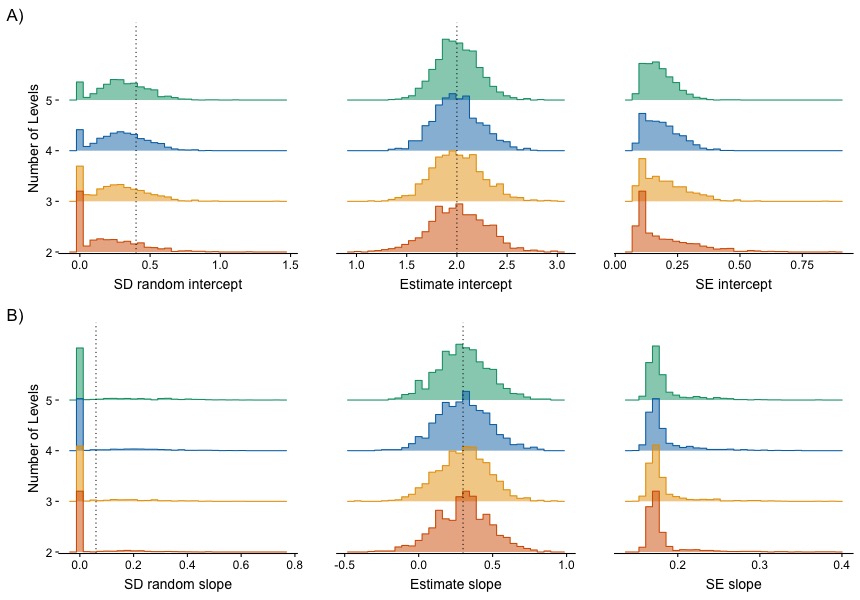 A)
Number of Levels
5
4
3
2
0.0 0.5 1.0 1.5
SD random intercept
1.0 1.5 2.0 2.5 3.0
Estimate intercept
0.00 0.25 0.50 0.75
SE intercept
B)
Number of Levels
5
4
3
2
0.0 0.2 0.4 0.6 0.8
SD random slope
-0.5 0.0 0.5 1.0
Estimate slope
0.2 0.3 0.4
SE slope